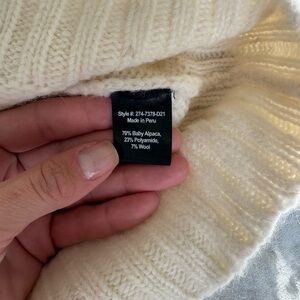 Style #: 274-7378-D21
Made in Peru
70% Baby Alpaca,
23% Polyamide,
7% Wool